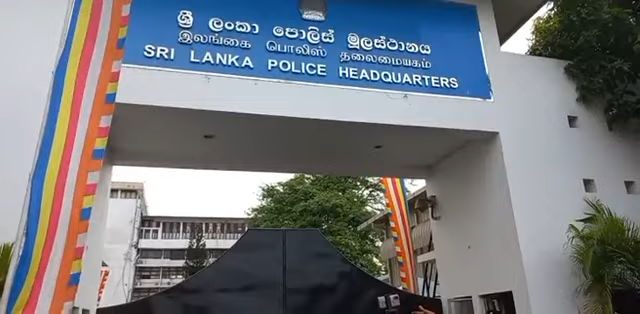 ශ්‍රී ලංකා පොලිස් මූලස්ථානය
இலங்கை பொலிஸ் தலைமையகம்
SRI LANKA POLICE HEADQUARTERS